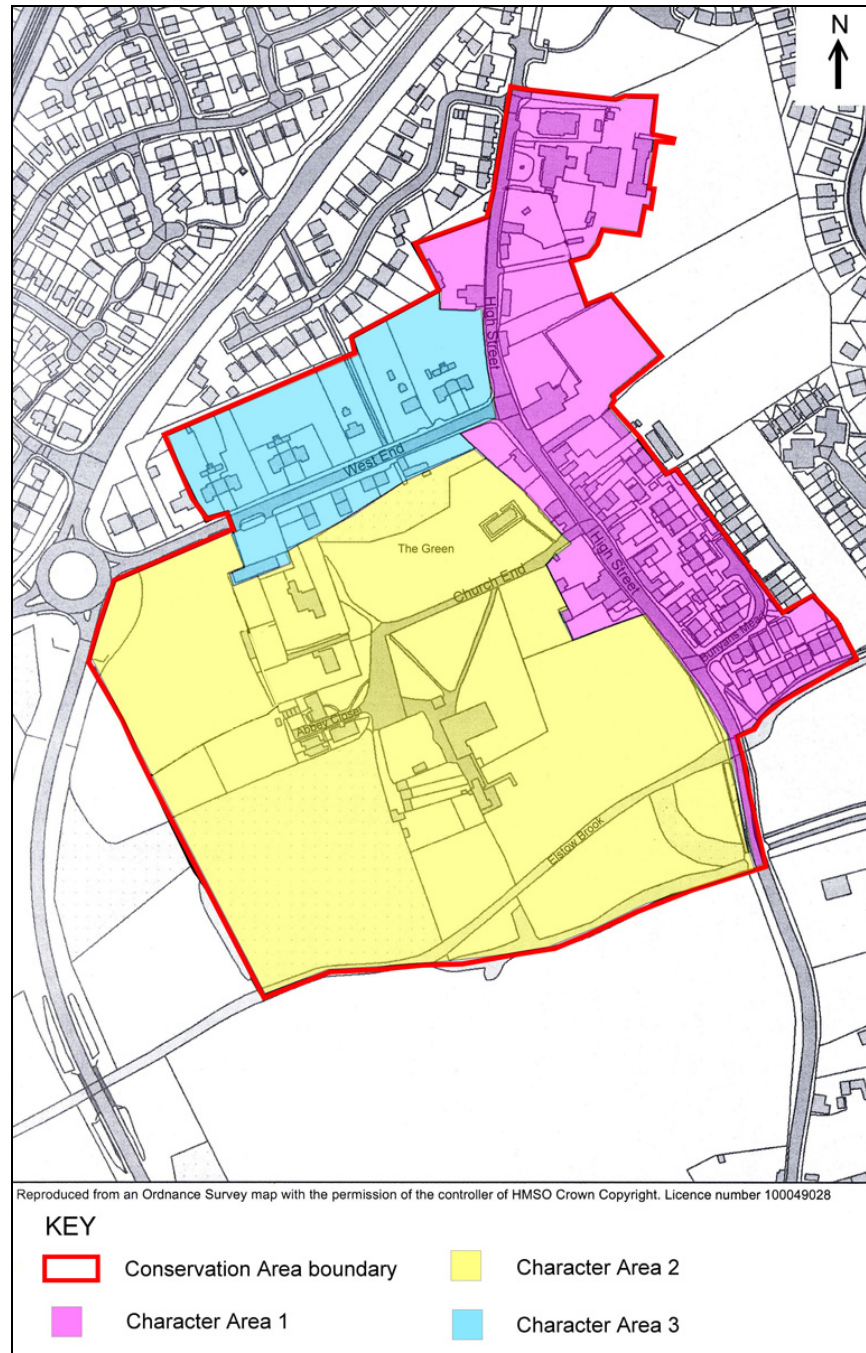 N
High Street
West End
The Green
Church End
High Street
Bunyans Mead
Abbey Close
Elstow Brook
Reproduced from an Ordnance Survey map with the permission of the controller of HMSO Crown Copyright. Licence number 100049028
KEY
Conservation Area boundary
Character Area 2
Character Area 1
Character Area 3